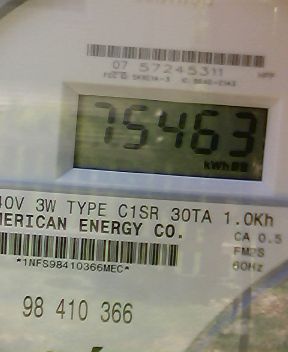 07 57245311
75463
kWh
40V 3W TYPE C1SR 30TA 1.0Kh
MERICAN ENERGY CO.
CA 0.5
FM2S
60Hz
*1NFS98410366MEC*
98 410 366